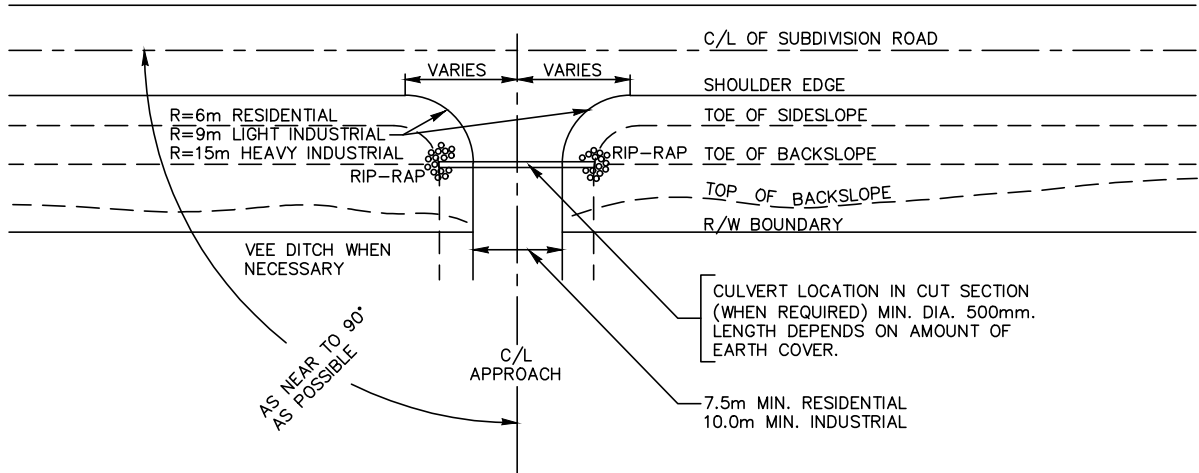 C/L OF SUBDIVISION ROAD
VARIES
VARIES
SHOULDER EDGE
R=6m RESIDENTIAL
R=9m LIGHT INDUSTRIAL
R=15m HEAVY INDUSTRIAL
TOE OF SIDESLOPE
RIP-RAP
RIP-RAP
TOE OF BACKSLOPE
TOP OF BACKSLOPE
R/W BOUNDARY
VEE DITCH WHEN
NECESSARY
CULVERT LOCATION IN CUT SECTION
(WHEN REQUIRED) MIN. DIA. 500mm.
LENGTH DEPENDS ON AMOUNT OF
EARTH COVER.
AS NEAR TO 90°
AS POSSIBLE
C/L
APPROACH
7.5m MIN. RESIDENTIAL
10.0m MIN. INDUSTRIAL